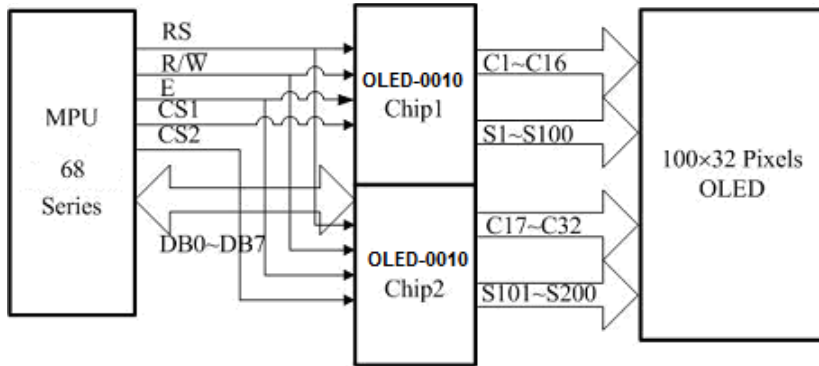 RS
R/W̅
E
CS1
CS2
MPU
68
Series
DB0~DB7
OLED-0010
Chip1
OLED-0010
Chip2
C1~C16
S1~S100
C17~C32
S101~S200
100×32 Pixels
OLED